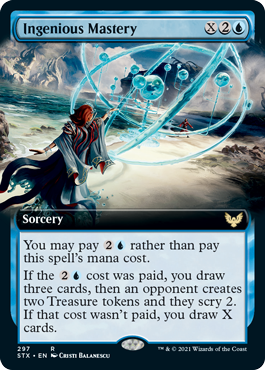 Ingenious Mastery X 2
Sorcery
You may pay 2 rather than pay
this spell's mana cost.
If the 2 cost was paid, you draw
three cards, then an opponent creates
two Treasure tokens and they scry 2.
If that cost wasn't paid, you draw X
cards.
297 R
STX • EN CRISTI BALANESCU
™ & © 2021 Wizards of the Coast